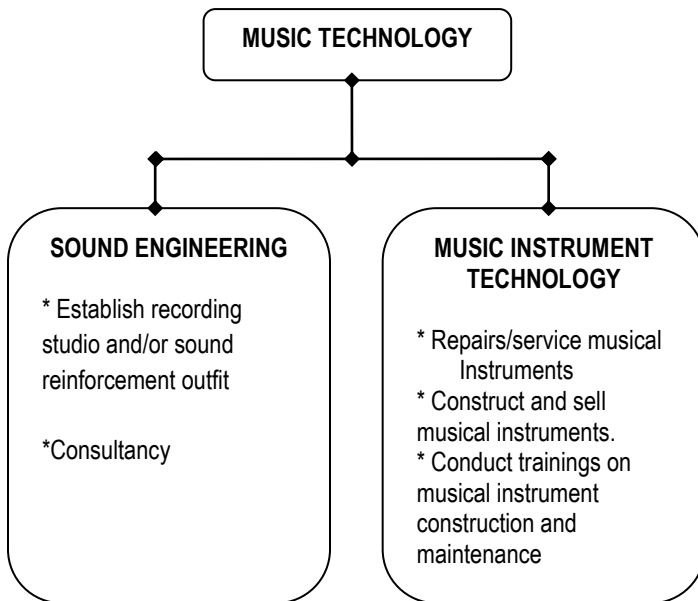 MUSIC TECHNOLOGY
SOUND ENGINEERING
* Establish recording
studio and/or sound
reinforcement outfit
*Consultancy
MUSIC INSTRUMENT
TECHNOLOGY
* Repairs/service musical
Instruments
* Construct and sell
musical instruments.
* Conduct trainings on
musical instrument
construction and
maintenance